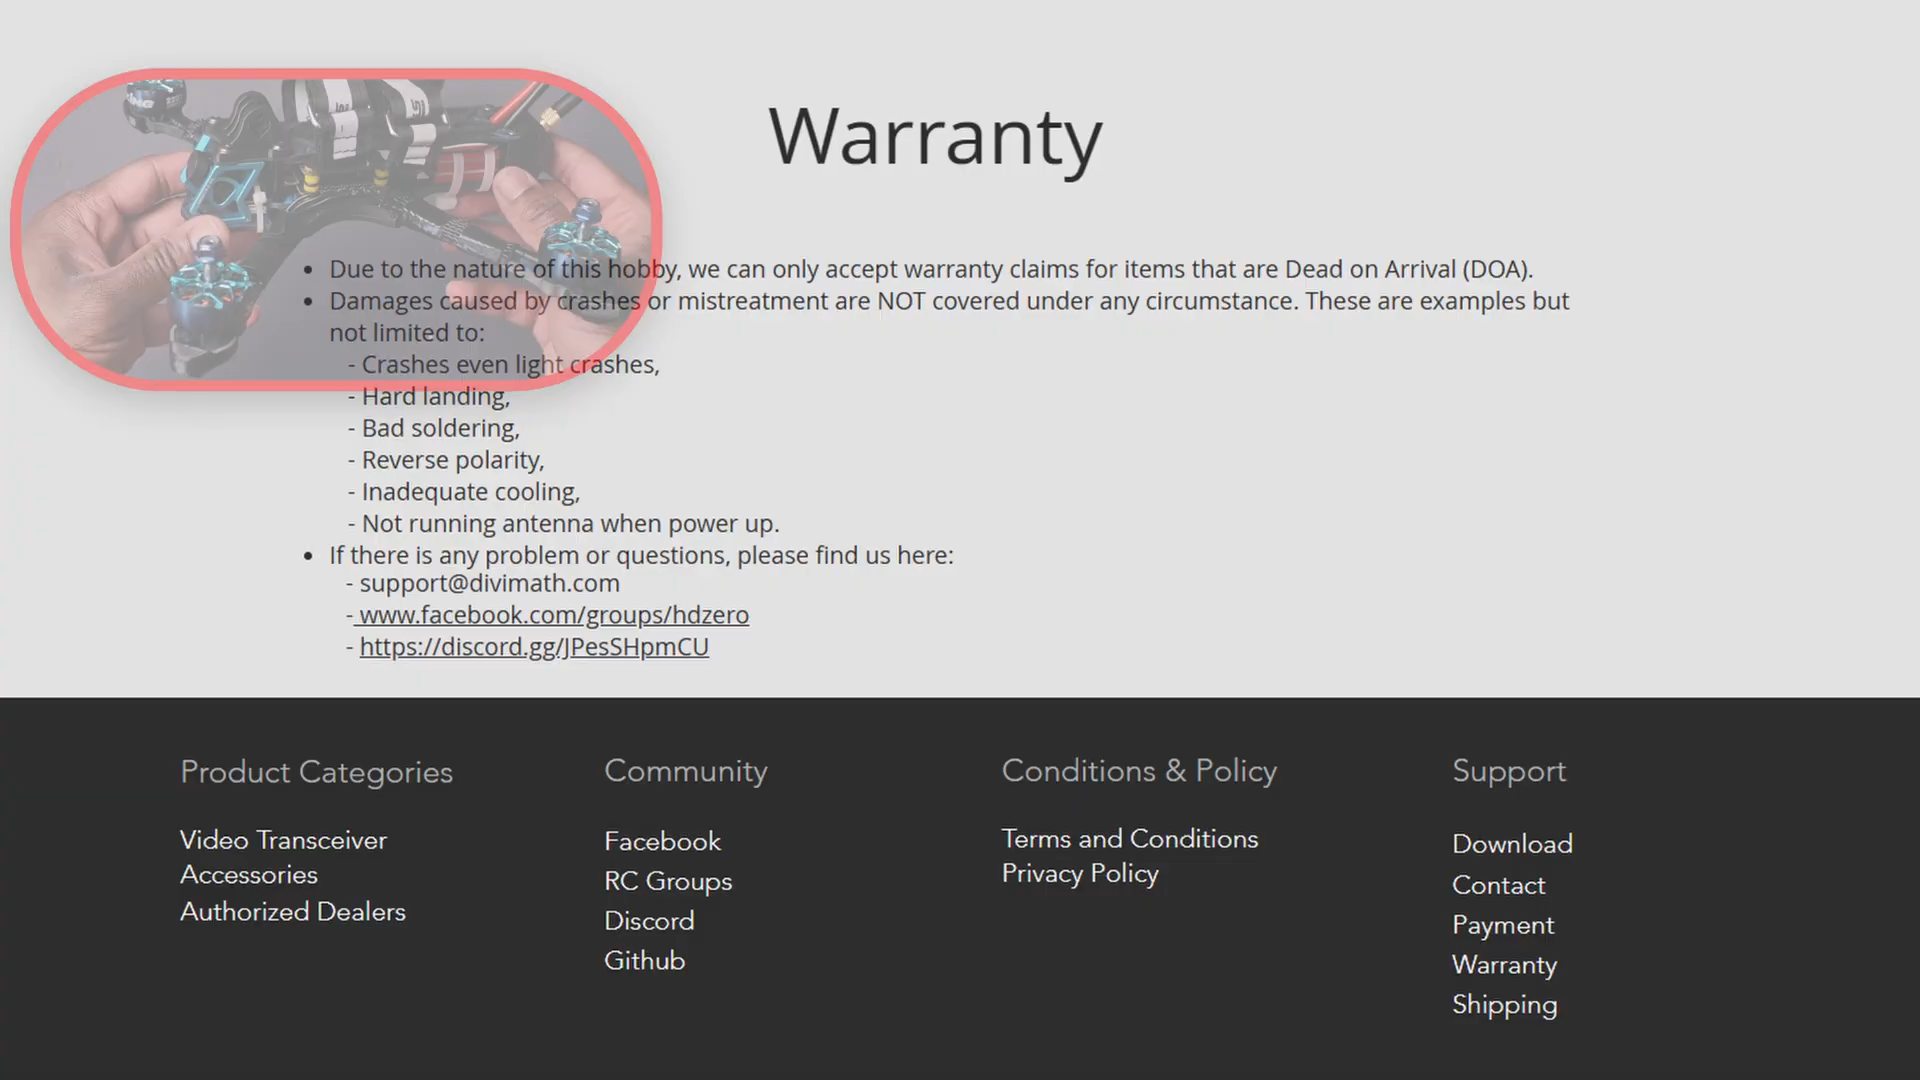 Warranty
• Due to the nature of this hobby, we can only accept warranty claims for items that are Dead on Arrival (DOA).
• Damages caused by crashes or mistreatment are NOT covered under any circumstance. These are examples but
not limited to:
- Crashes even light crashes,
- Hard landing,
- Bad soldering,
- Reverse polarity,
- Inadequate cooling,
- Not running antenna when power up.
• If there is any problem or questions, please find us here:
- support@divimath.com
- www.facebook.com/groups/hdzero
- https://discord.gg/JPesSHpmCU
Product Categories
Video Transceiver
Accessories
Authorized Dealers
Community
Facebook
RC Groups
Discord
Github
Conditions & Policy
Terms and Conditions
Privacy Policy
Support
Download
Contact
Payment
Warranty
Shipping